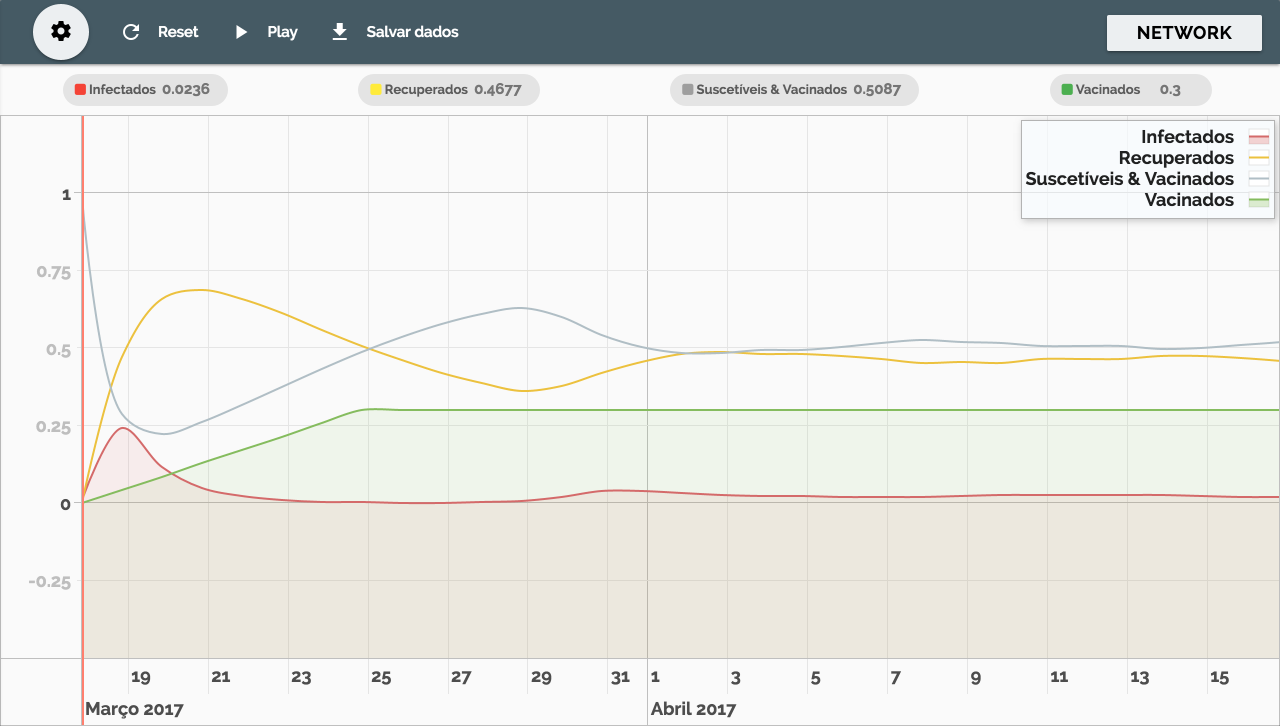 Reset Play Salvar dados NETWORK
Infectados 0.0236 Recuperados 0.4677 Suscetíveis & Vacinados 0.5087 Vacinados 0.3
Infectados
Recuperados
Suscetíveis & Vacinados
Vacinados
1
0.75
0.5
0.25
0
-0.25
19 21 23 25 27 29 31 1 3 5 7 9 11 13 15
Março 2017 Abril 2017